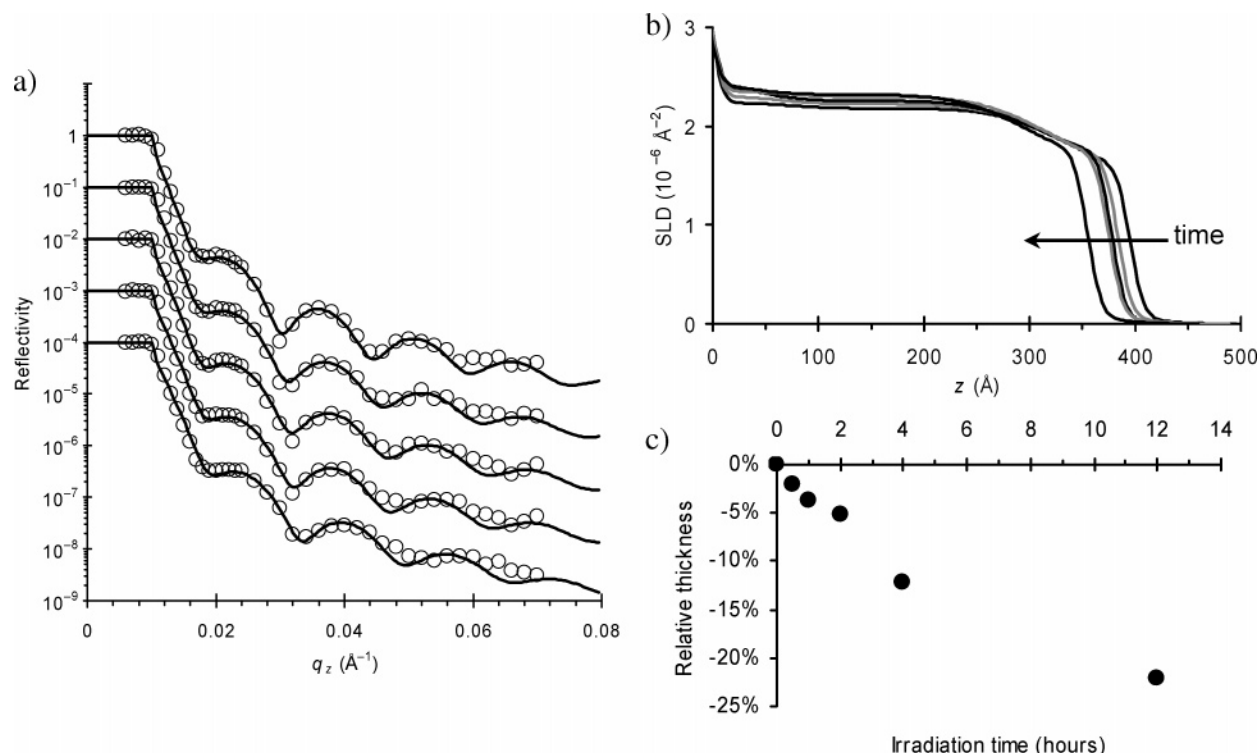 a)
Reflectivity
1
10⁻¹
10⁻²
10⁻³
10⁻⁴
10⁻⁵
10⁻⁶
10⁻⁷
10⁻⁸
10⁻⁹
0 0.02 0.04 0.06 0.08
q z (Å⁻¹)
b)
SLD (10⁻⁶ Å⁻²)
3
2
1
0
time
0 100 200 300 400 500
z (Å)
c)
0 2 4 6 8 10 12 14
Relative thickness
0%
-5%
-10%
-15%
-20%
-25%
Irradiation time (hours)